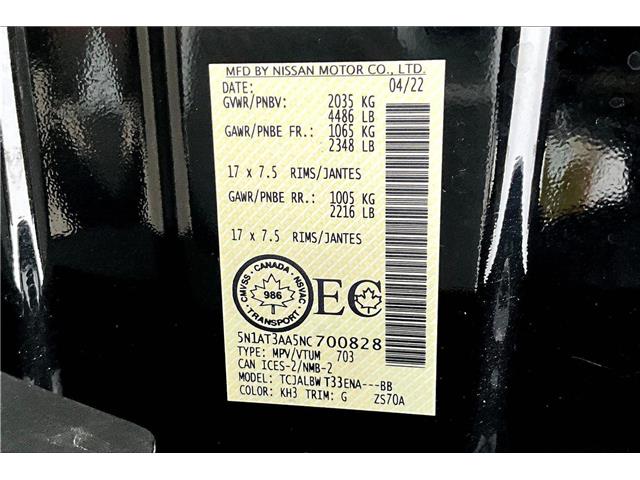 MFD BY NISSAN MOTOR CO., LTD.
DATE: 04/22
GVWR/PNBV: 2035 KG
4486 LB
GAWR/PNBE FR.: 1065 KG
2348 LB
17 x 7.5 RIMS/JANTES
GAWR/PNBE RR.: 1005 KG
2216 LB
17 x 7.5 RIMS/JANTES
CMVSS · CANADA · NSVAC
986
TRANSPORT
EC
5N1AT3AA5NC700828
TYPE: MPV/VTUM 703
CAN ICES-2/NMB-2
MODEL: TCJALBW T33ENA---BB
COLOR: KH3 TRIM: G ZS70A